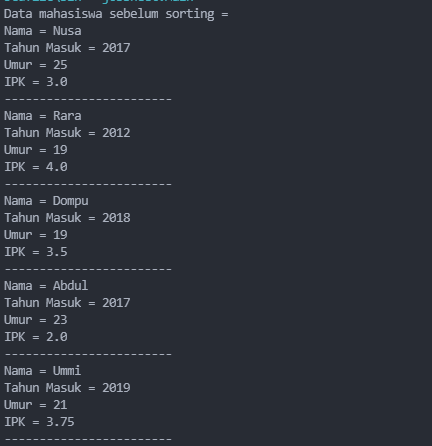 Data mahasiswa sebelum sorting =
Nama = Nusa
Tahun Masuk = 2017
Umur = 25
IPK = 3.0
------------------------
Nama = Rara
Tahun Masuk = 2012
Umur = 19
IPK = 4.0
------------------------
Nama = Dompu
Tahun Masuk = 2018
Umur = 19
IPK = 3.5
------------------------
Nama = Abdul
Tahun Masuk = 2017
Umur = 23
IPK = 2.0
------------------------
Nama = Ummi
Tahun Masuk = 2019
Umur = 21
IPK = 3.75
------------------------